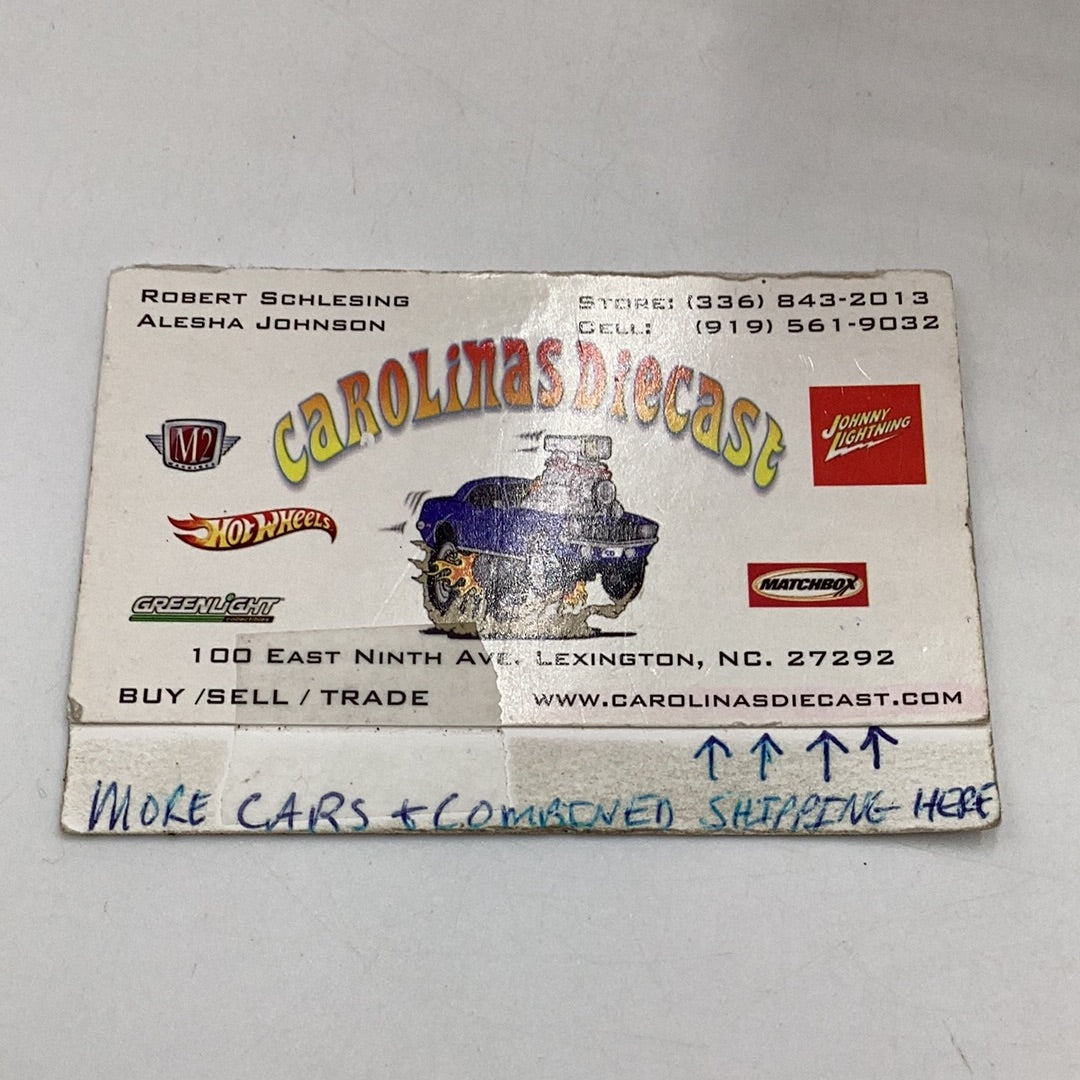 ROBERT SCHLESING
ALESHA JOHNSON
STORE: (336) 843-2013
CELL: (919) 561-9032
CAROLINAS DIECAST
M2
MACHINES
JOHNNY
LIGHTNING
HOT WHEELS
MATCHBOX
GREENLIGHT
collectibles
100 EAST NINTH AVE. LEXINGTON, NC. 27292
BUY /SELL / TRADE
WWW.CAROLINASDIECAST.COM
↑ ↑ ↑ ↑
MORE CARS + COMBINED SHIPPING HERE